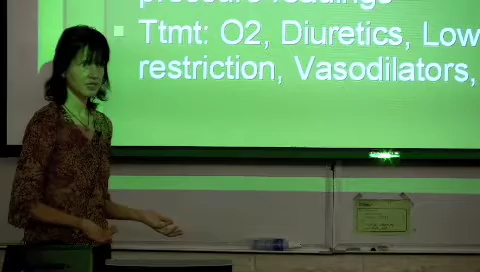 pressure readings
Ttmt: O2, Diuretics, Low
restriction, Vasodilators,